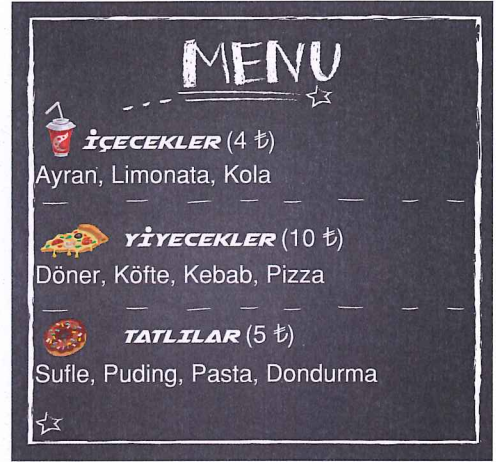 MENU
İÇECEKLER (4 ₺)
Ayran, Limonata, Kola
YİYECEKLER (10 ₺)
Döner, Köfte, Kebab, Pizza
TATLILAR (5 ₺)
Sufle, Puding, Pasta, Dondurma